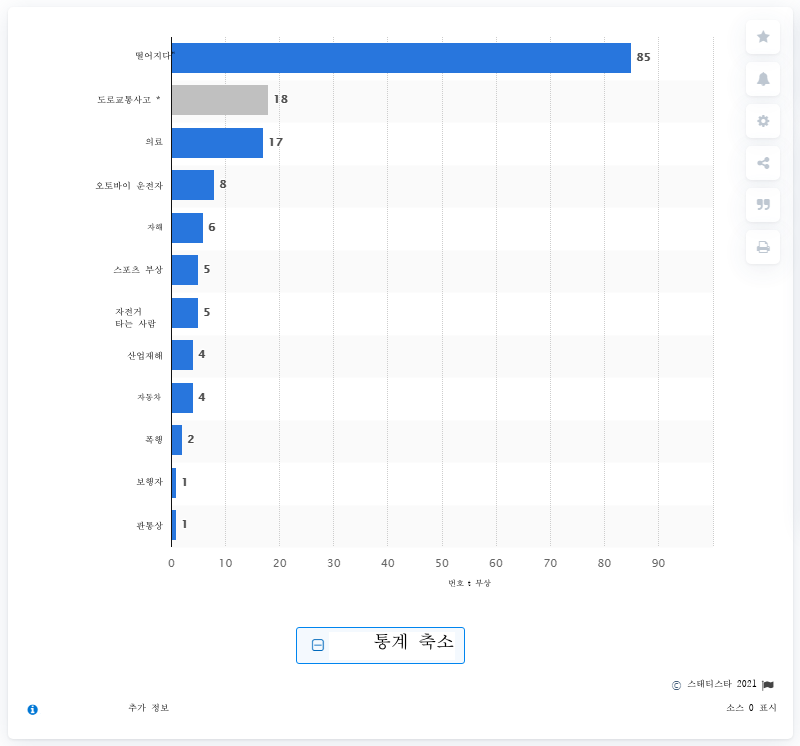 떨어지다^
85
도로교통사고 *
18
의료
17
오토바이 운전자
8
자해
6
스포츠 부상
5
자전거
타는 사람
5
산업재해
4
자동차
4
폭행
2
보행자
1
관통상
1
0 10 20 30 40 50 60 70 80 90
번호 t 부상
통계 축소
© 스태티스타 2021
추가 정보
소스 0 표시